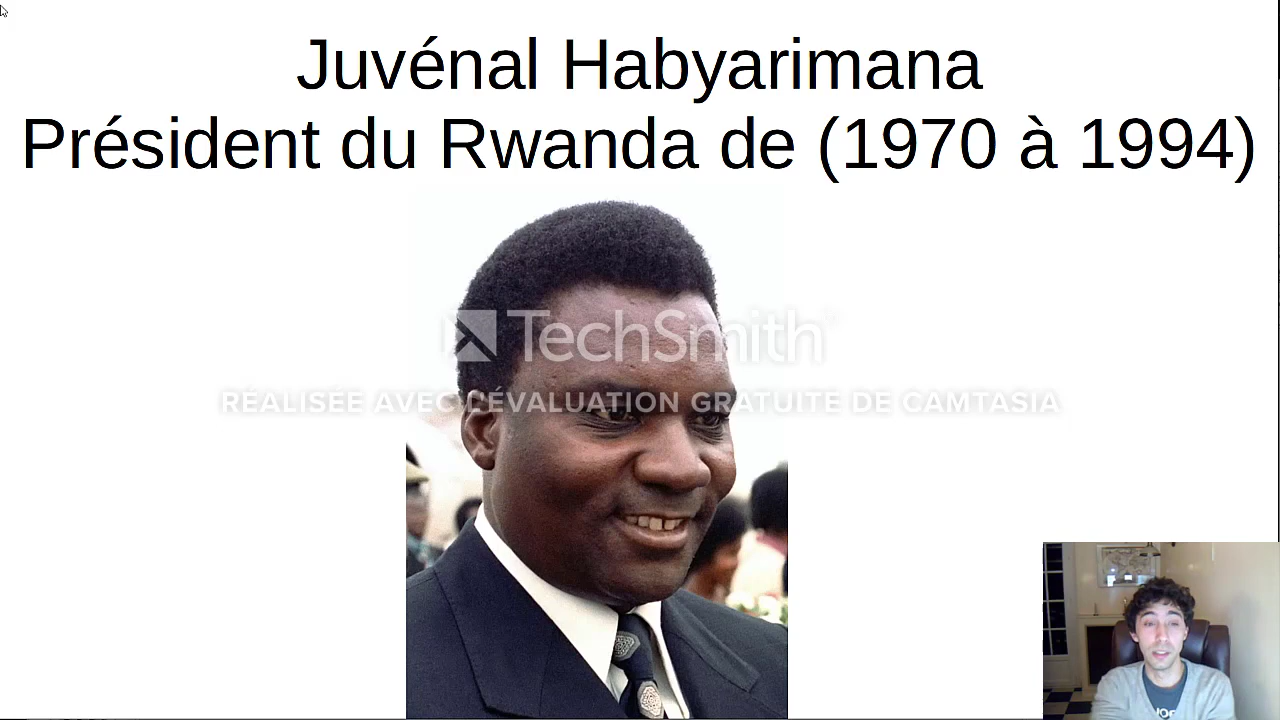 Juvénal Habyarimana
Président du Rwanda de (1970 à 1994)
TechSmith
RÉALISÉE AVEC L'ÉVALUATION GRATUITE DE CAMTASIA